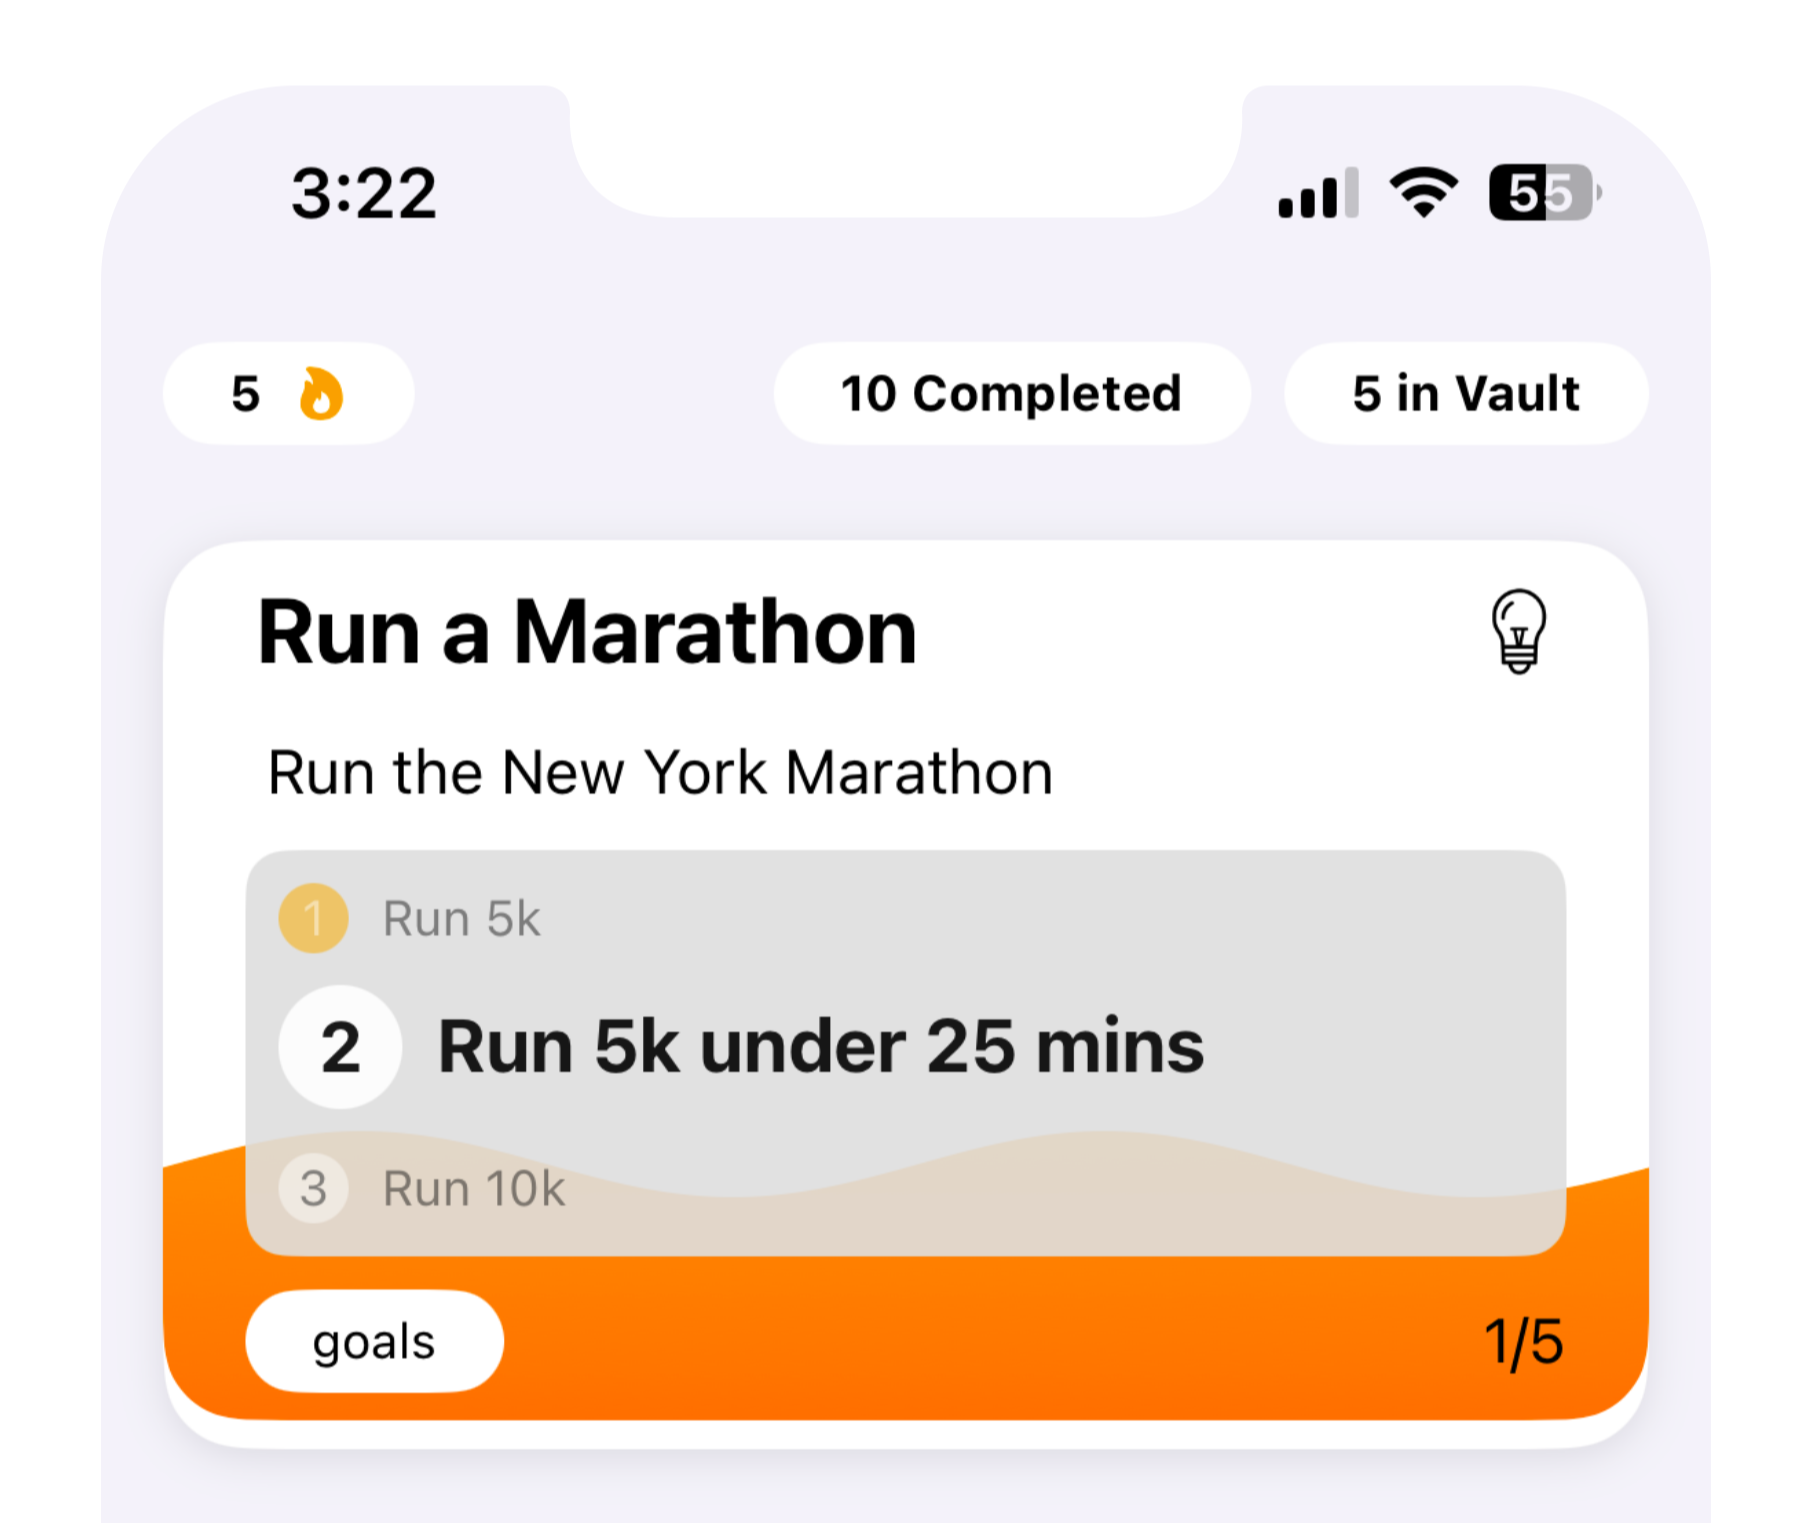 3:22
55
5
10 Completed
5 in Vault
Run a Marathon
Run the New York Marathon
1 Run 5k
2 Run 5k under 25 mins
3 Run 10k
goals
1/5